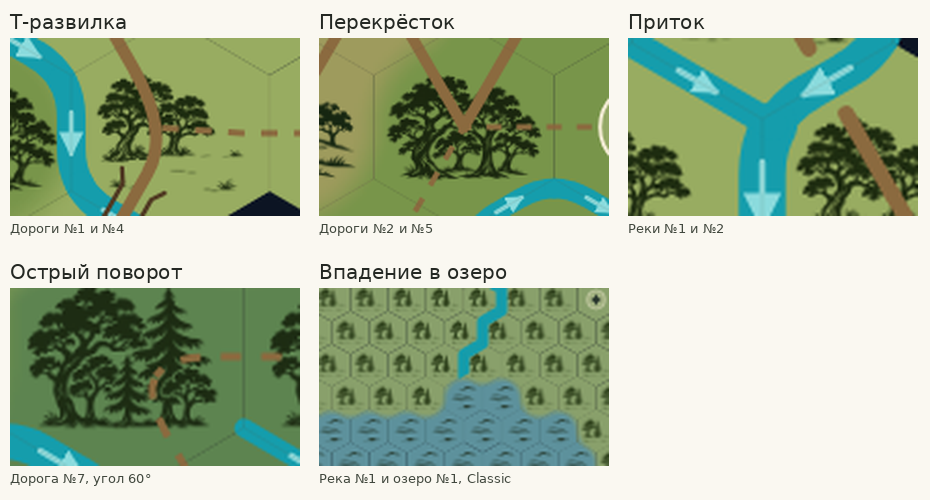 Т-развилка
Перекрёсток
Приток
Дороги №1 и №4
Дороги №2 и №5
Реки №1 и №2
Острый поворот
Впадение в озеро
Дорога №7, угол 60°
Река №1 и озеро №1, Classic